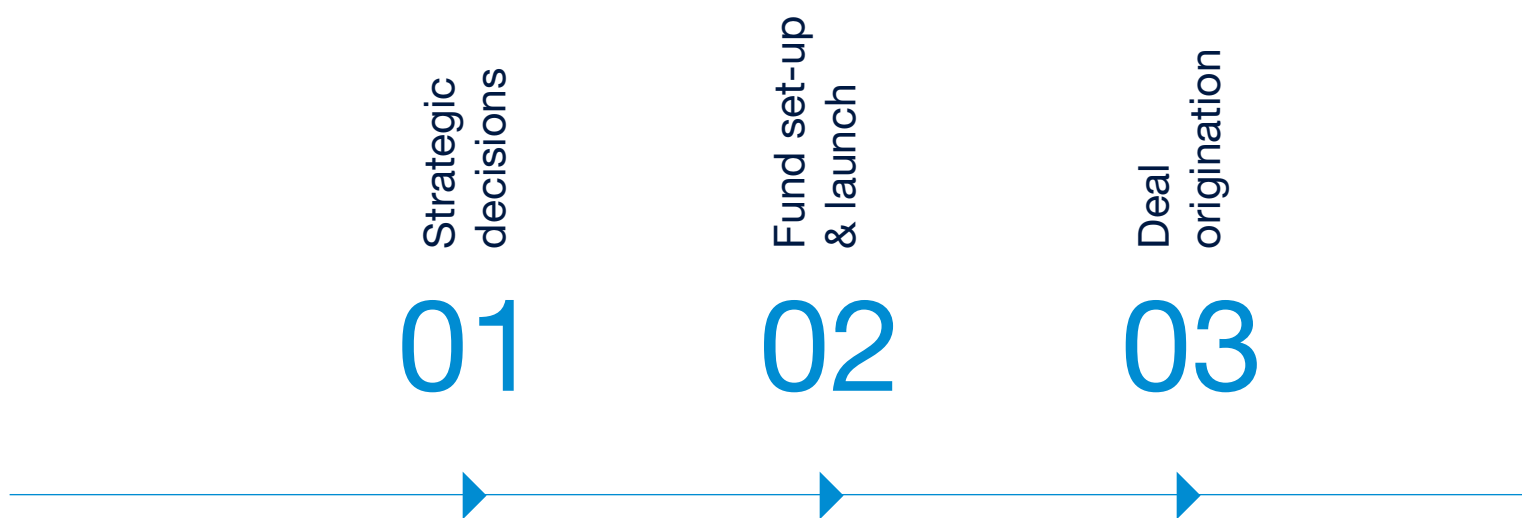 Strategic
decisions
01
Fund set-up
& launch
02
Deal
origination
03